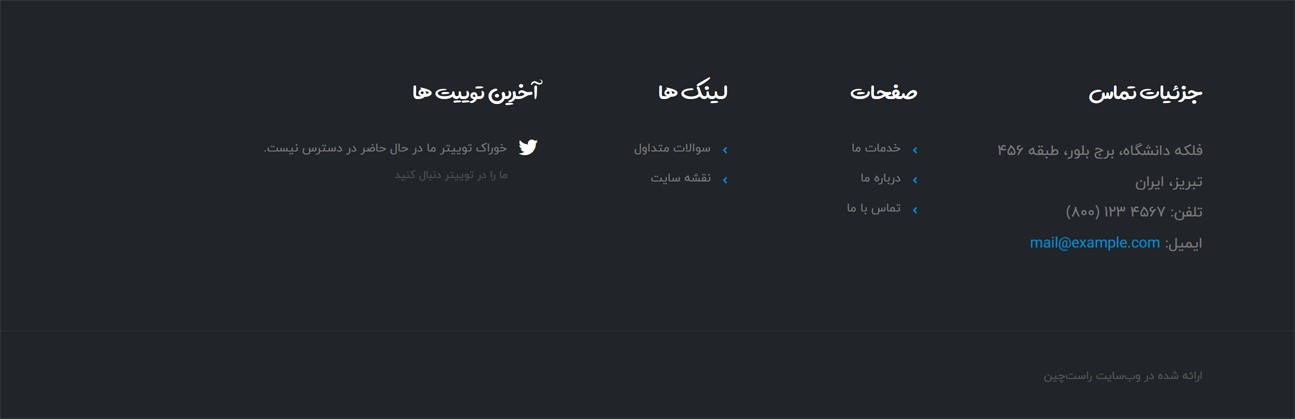 جزئیات تماس
فلکه دانشگاه، برج بلور، طبقه ۴۵۶
تبریز، ایران
تلفن: ۴۵۶۷ ۱۲۳ (۸۰۰)
ایمیل: mail@example.com
صفحات
خدمات ما
درباره ما
تماس با ما
لینک ها
سوالات متداول
نقشه سایت
آخرین توییت ها
خوراک توییتر ما در حال حاضر در دسترس نیست.
ما را در توییتر دنبال کنید
ارائه شده در وب‌سایت راست‌چین